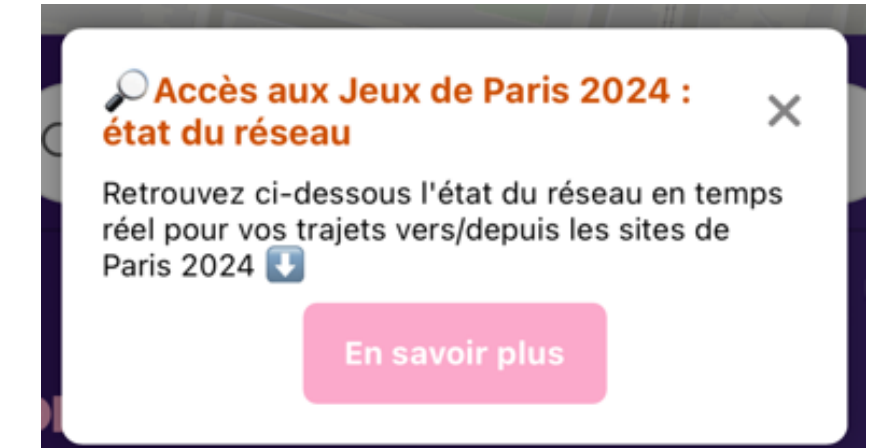 🔎Accès aux Jeux de Paris 2024 :
état du réseau
Retrouvez ci-dessous l'état du réseau en temps
réel pour vos trajets vers/depuis les sites de
Paris 2024 ⬇️
En savoir plus